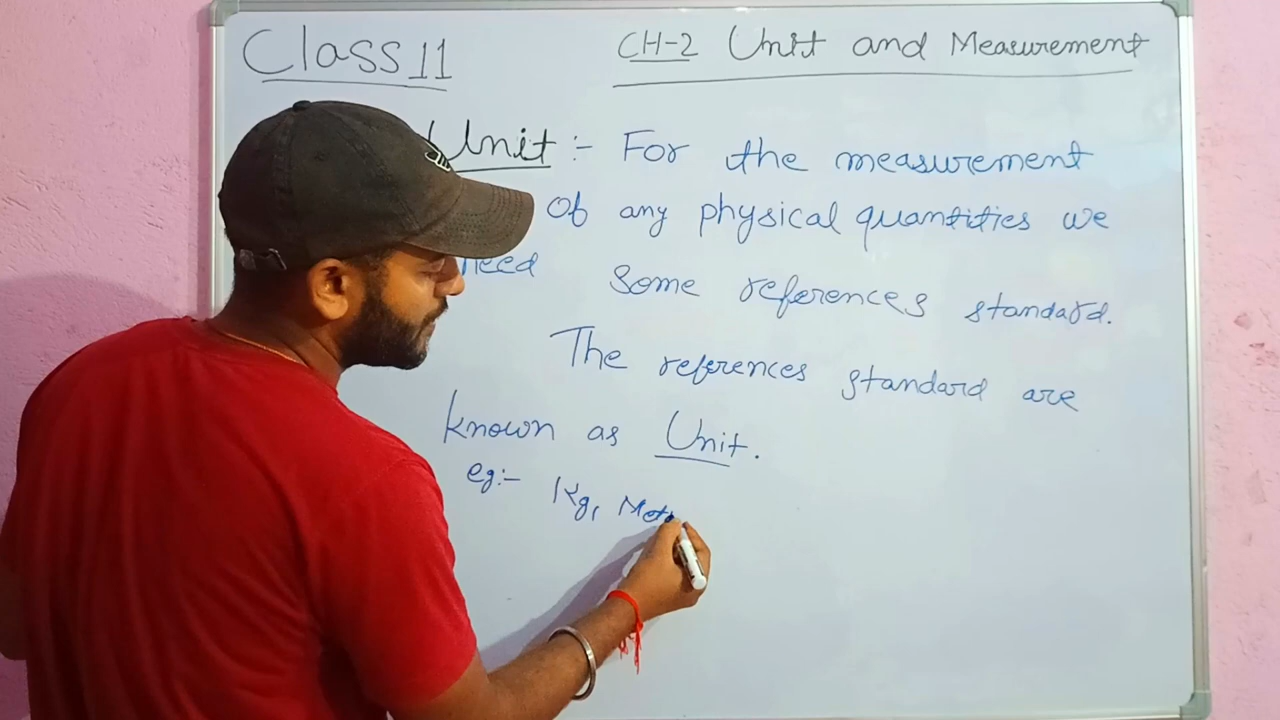 Class 11
CH-2 Unit and Measurement
Unit :- For the measurement
Of any physical quantities we
need some references standard.
The references standard are
known as Unit.
eg:- Kg, Met